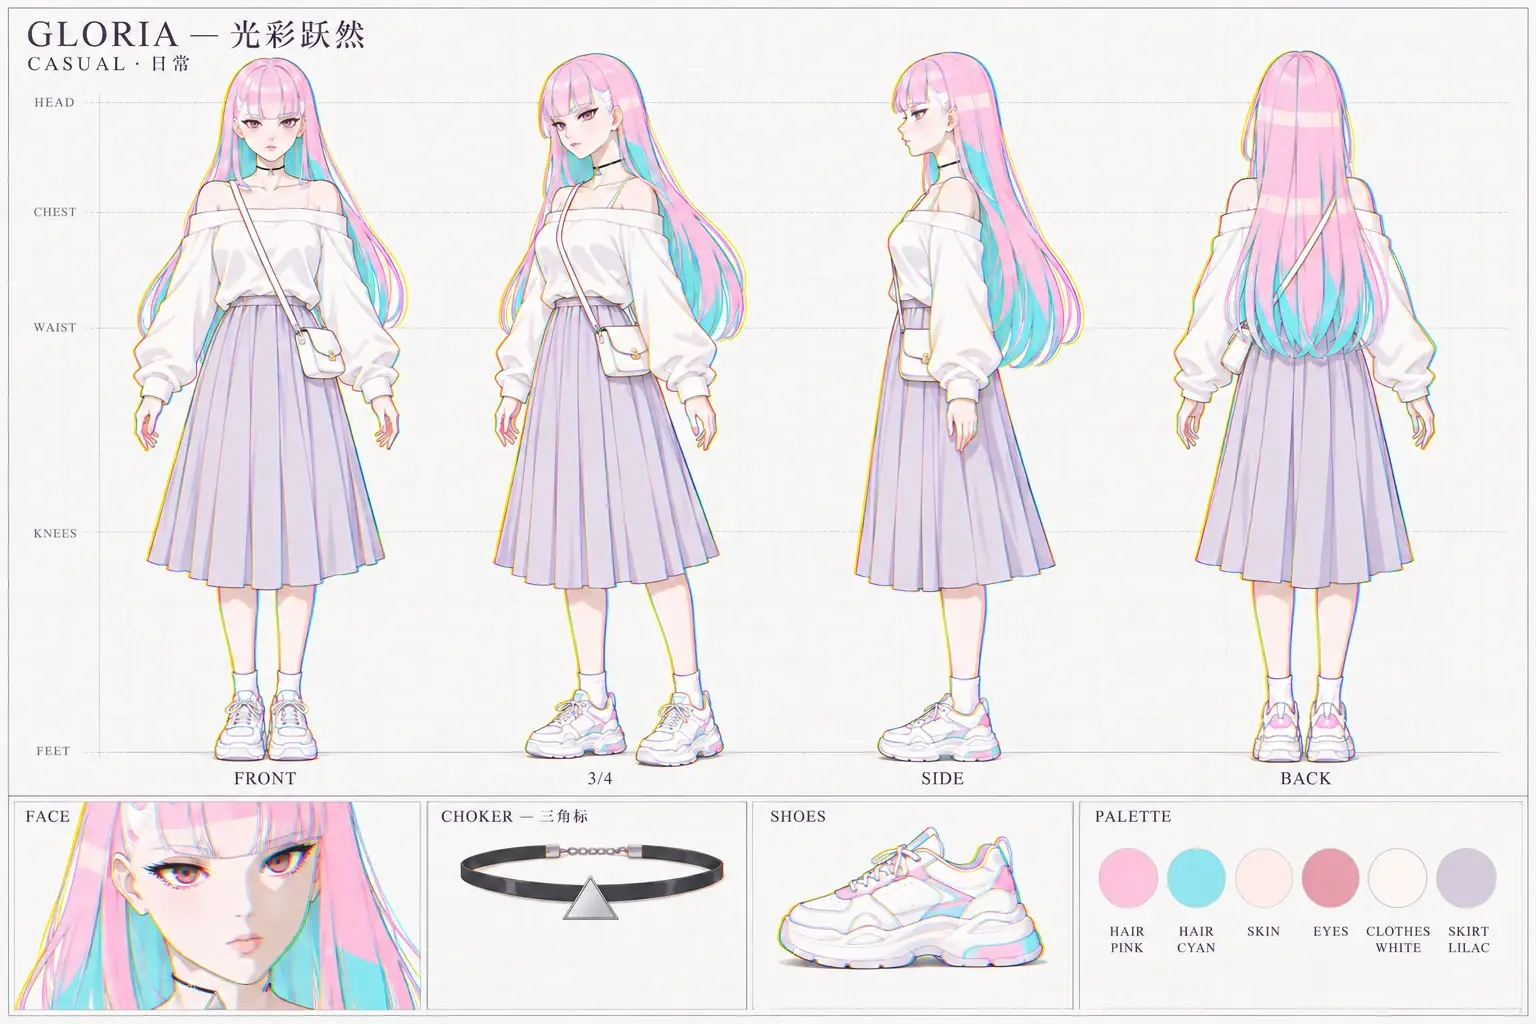 GLORIA — 光彩跃然
CASUAL · 日常
HEAD
CHEST
WAIST
KNEES
FEET
FRONT
3/4
SIDE
BACK
FACE
CHOKER — 三角标
SHOES
PALETTE
HAIR PINK
HAIR CYAN
SKIN
EYES
CLOTHES WHITE
SKIRT LILAC